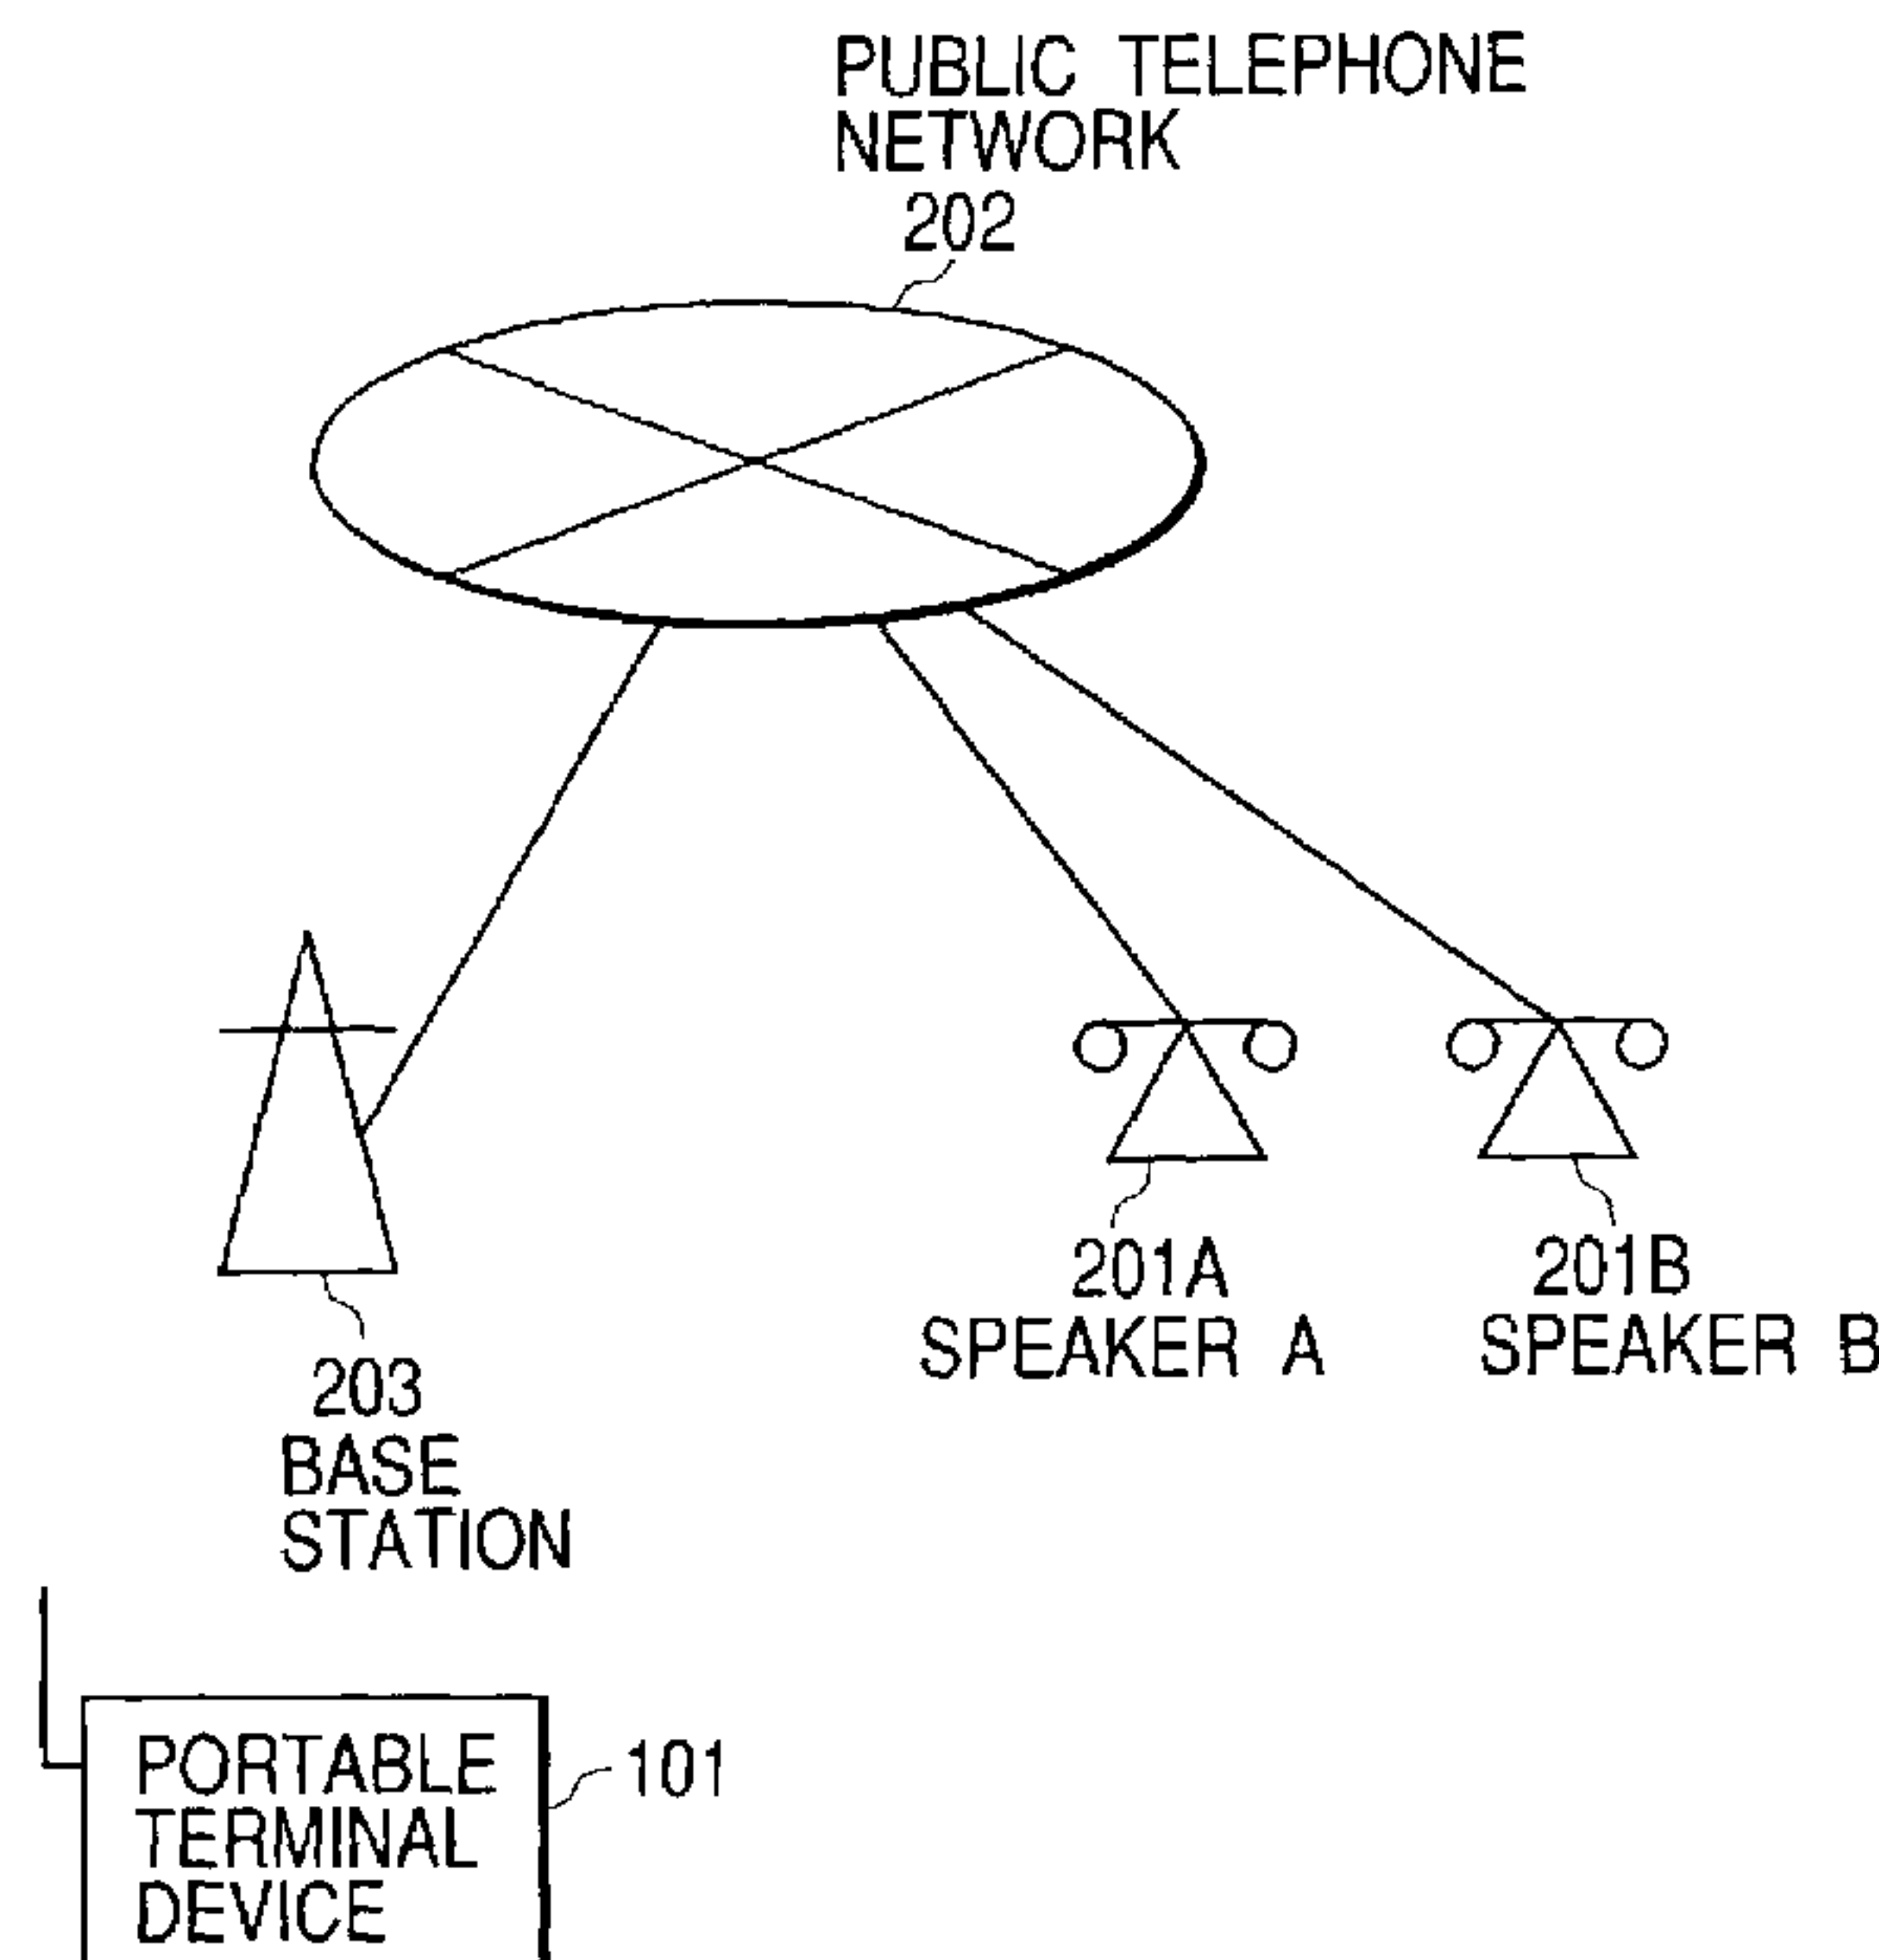 PUBLIC TELEPHONE
NETWORK
202
201A
SPEAKER A
201B
SPEAKER B
203
BASE
STATION
PORTABLE
TERMINAL
DEVICE
101